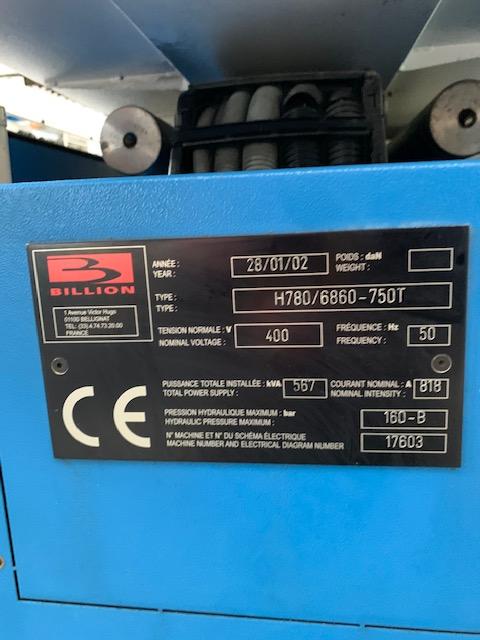 BILLION
1 Avenue Victor Hugo
01100 BELLIGNAT
TEL: (33) 4.74.73.20.00
FRANCE
ANNÉE :
YEAR :
28/01/02
POIDS : daN
WEIGHT :
TYPE :
TYPE :
H780/6860-750T
TENSION NORMALE : V
NOMINAL VOLTAGE :
400
FRÉQUENCE : Hz
FREQUENCY :
50
PUISSANCE TOTALE INSTALLÉE : kVA
TOTAL POWER SUPPLY :
567
COURANT NOMINAL : A
NOMINAL INTENSITY :
818
CE
PRESSION HYDRAULIQUE MAXIMUM : bar
HYDRAULIC PRESSURE MAXIMUM :
160-B
N° MACHINE ET N° DU SCHÉMA ÉLECTRIQUE
MACHINE NUMBER AND ELECTRICAL DIAGRAM NUMBER
17603